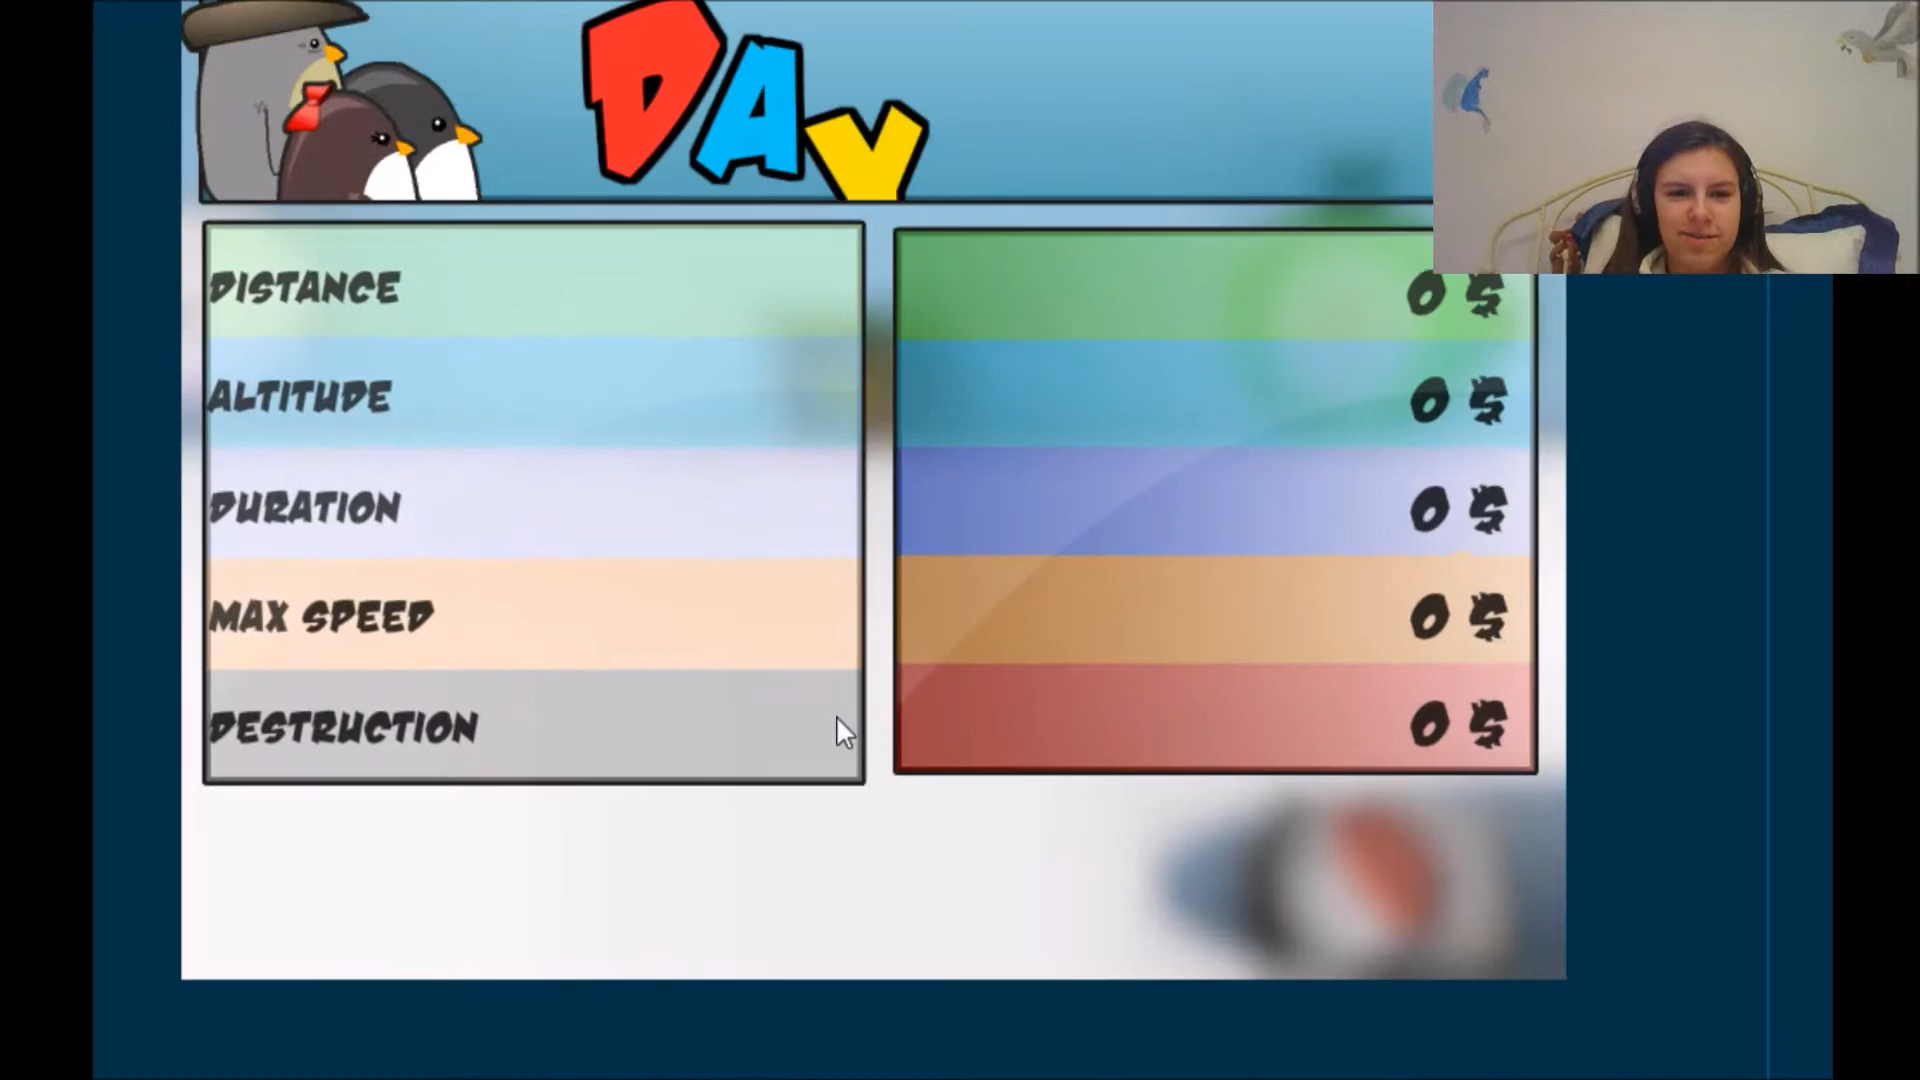 DAY
DISTANCE 0 $
ALTITUDE 0 $
DURATION 0 $
MAX SPEED 0 $
DESTRUCTION 0 $